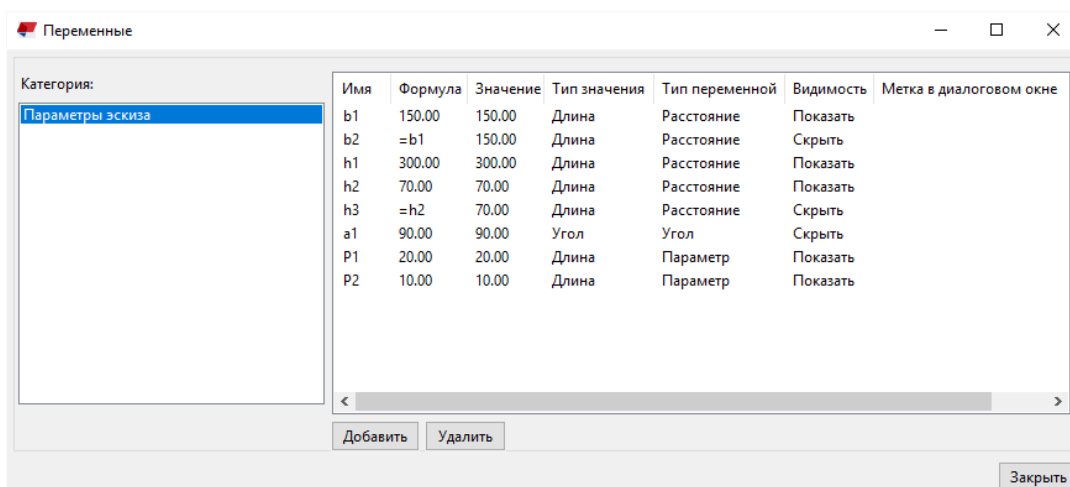 Переменные
Категория:
Параметры эскиза
Имя Формула Значение Тип значения Тип переменной Видимость Метка в диалоговом окне
b1 150.00 150.00 Длина Расстояние Показать
b2 =b1 150.00 Длина Расстояние Скрыть
h1 300.00 300.00 Длина Расстояние Показать
h2 70.00 70.00 Длина Расстояние Показать
h3 =h2 70.00 Длина Расстояние Скрыть
a1 90.00 90.00 Угол Угол Скрыть
P1 20.00 20.00 Длина Параметр Показать
P2 10.00 10.00 Длина Параметр Показать
Добавить Удалить
Закрыть